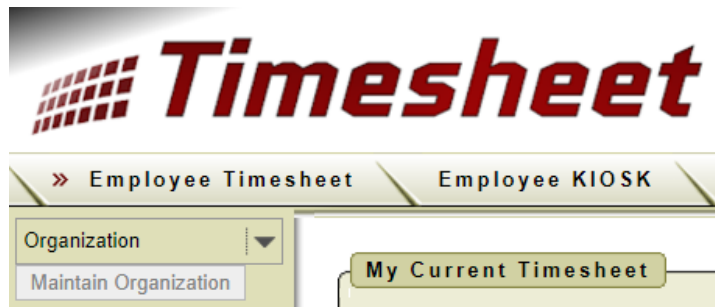 Timesheet
» Employee Timesheet Employee KIOSK
Organization
Maintain Organization
My Current Timesheet